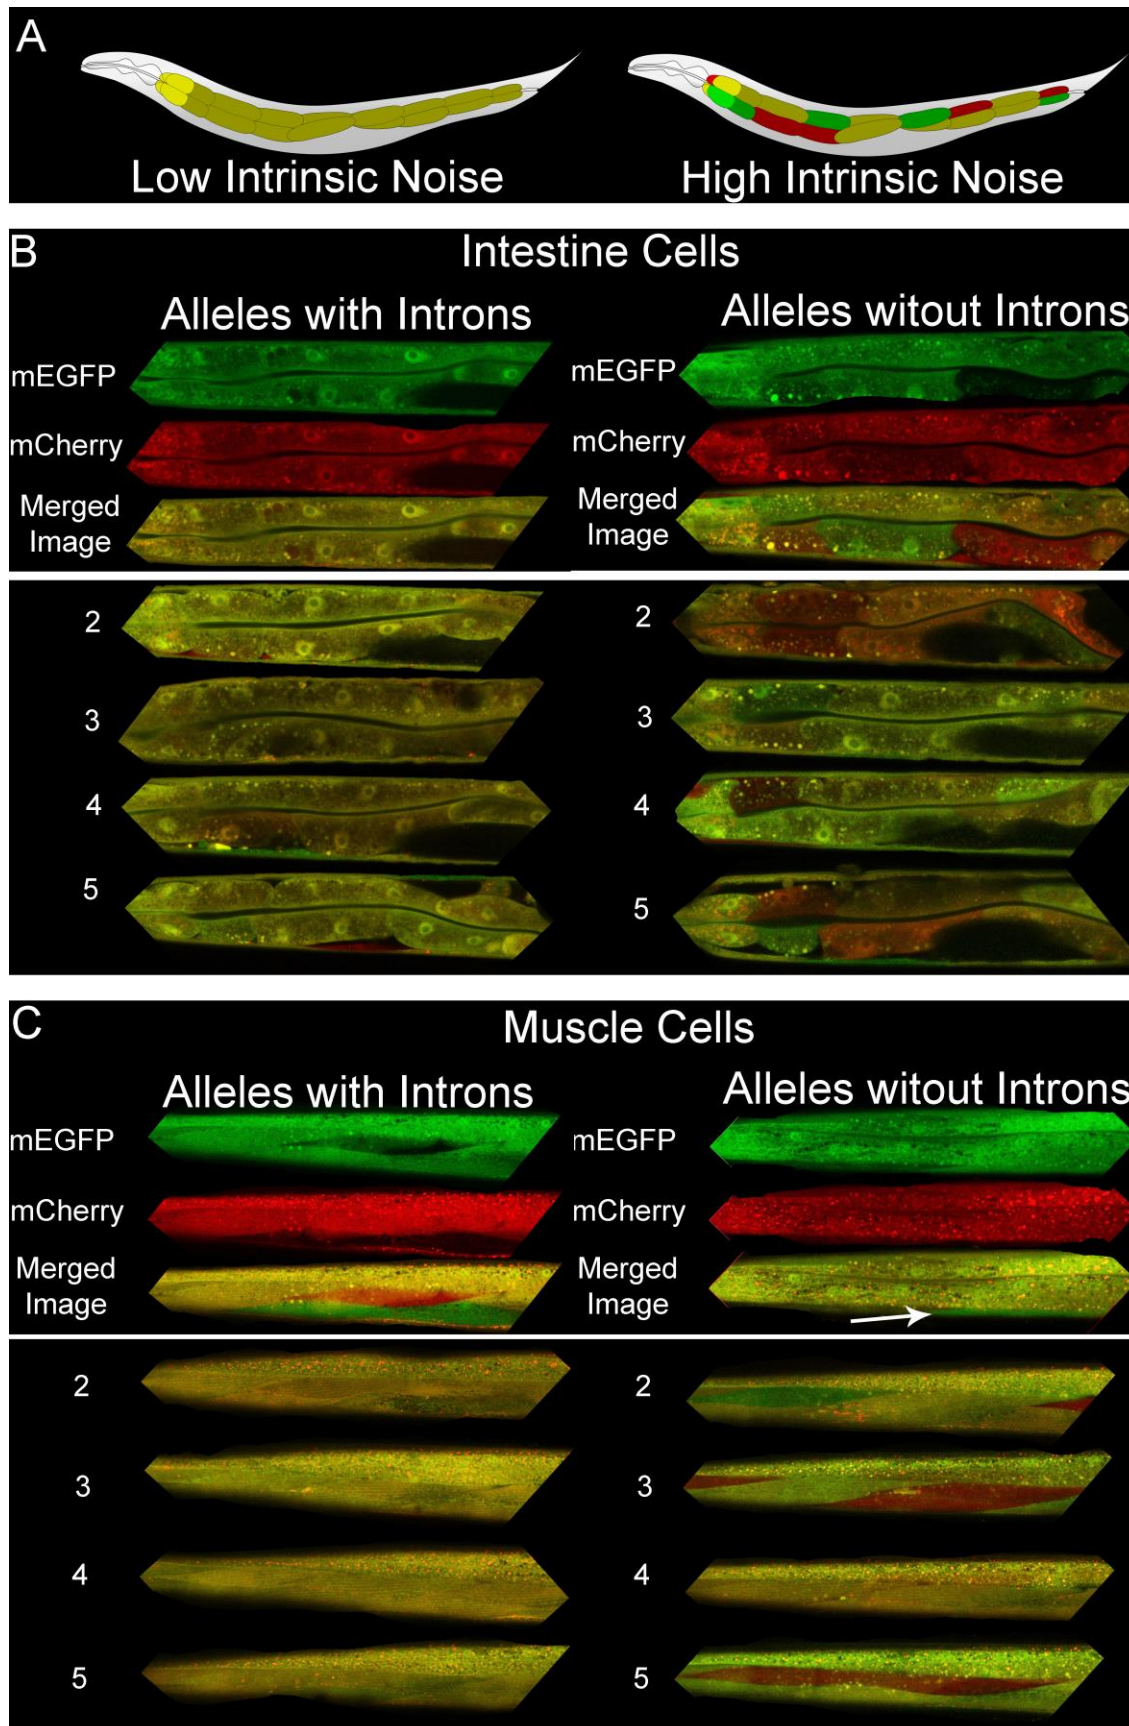 A
Low Intrinsic Noise
High Intrinsic Noise
B
Intestine Cells
Alleles with Introns
Alleles witout Introns
mEGFP
mEGFP
mCherry
mCherry
Merged
Image
Merged
Image
2
2
3
3
4
4
5
5
C
Muscle Cells
Alleles with Introns
Alleles witout Introns
mEGFP
mEGFP
mCherry
mCherry
Merged
Image
Merged
Image
2
2
3
3
4
4
5
5